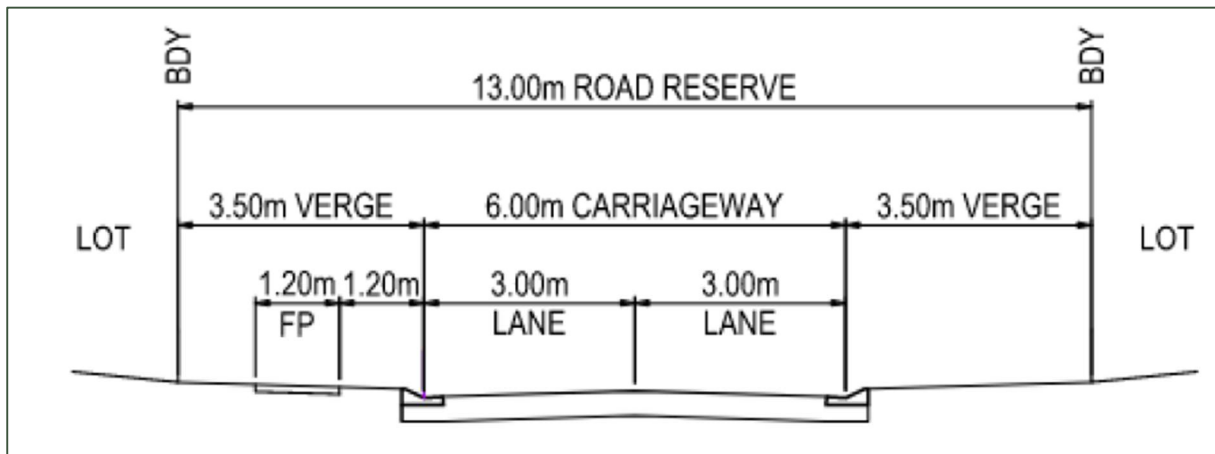 BDY
BDY
13.00m ROAD RESERVE
3.50m VERGE
6.00m CARRIAGEWAY
3.50m VERGE
LOT
LOT
1.20m
1.20m
3.00m
3.00m
FP
LANE
LANE